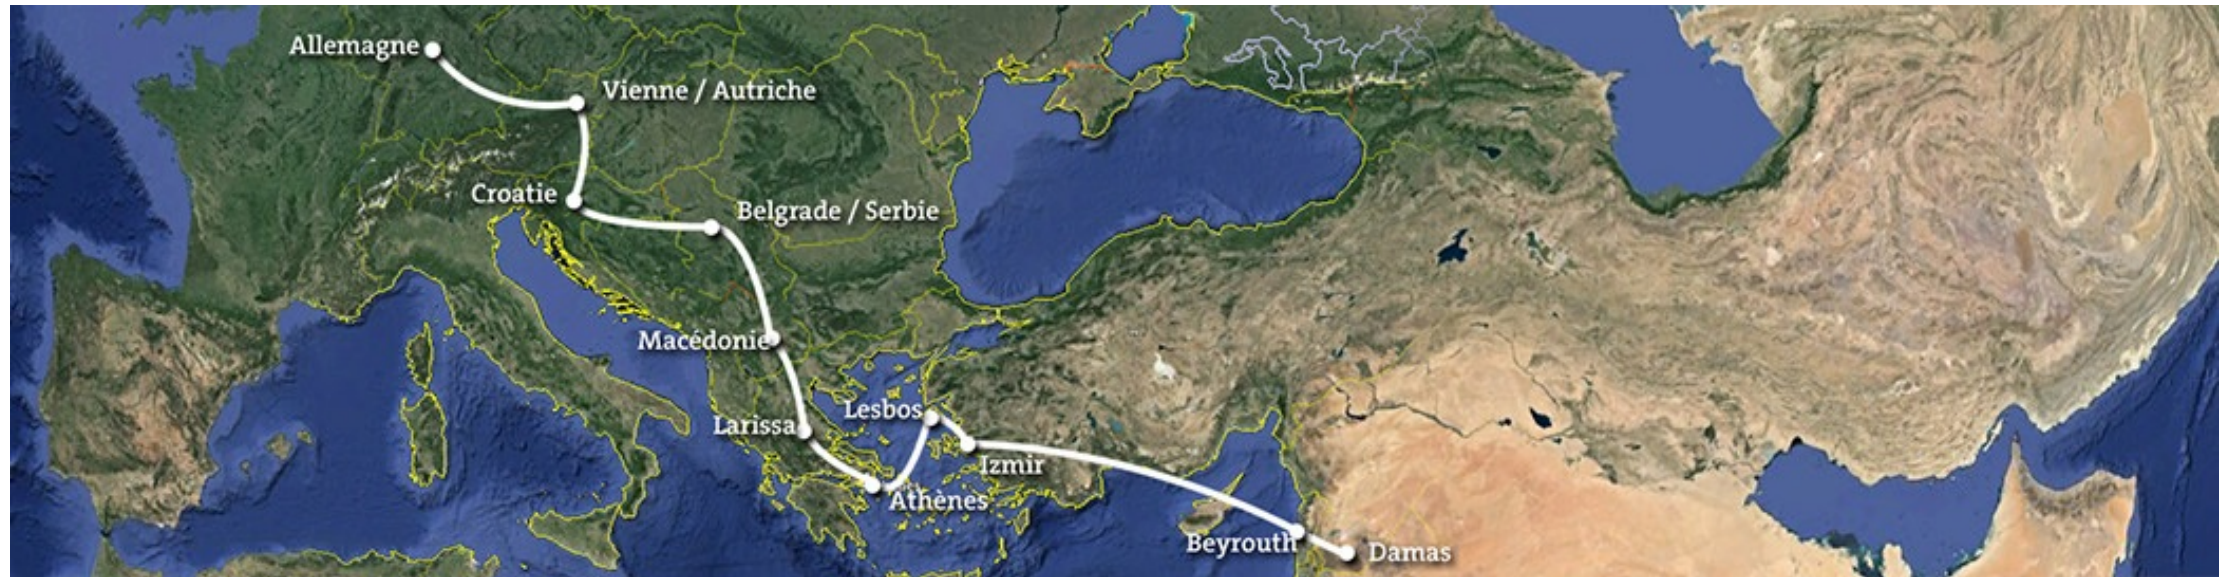 Allemagne
Vienne / Autriche
Croatie
Belgrade / Serbie
Macédonie
Lesbos
Larissa
Izmir
Athènes
Beyrouth
Damas